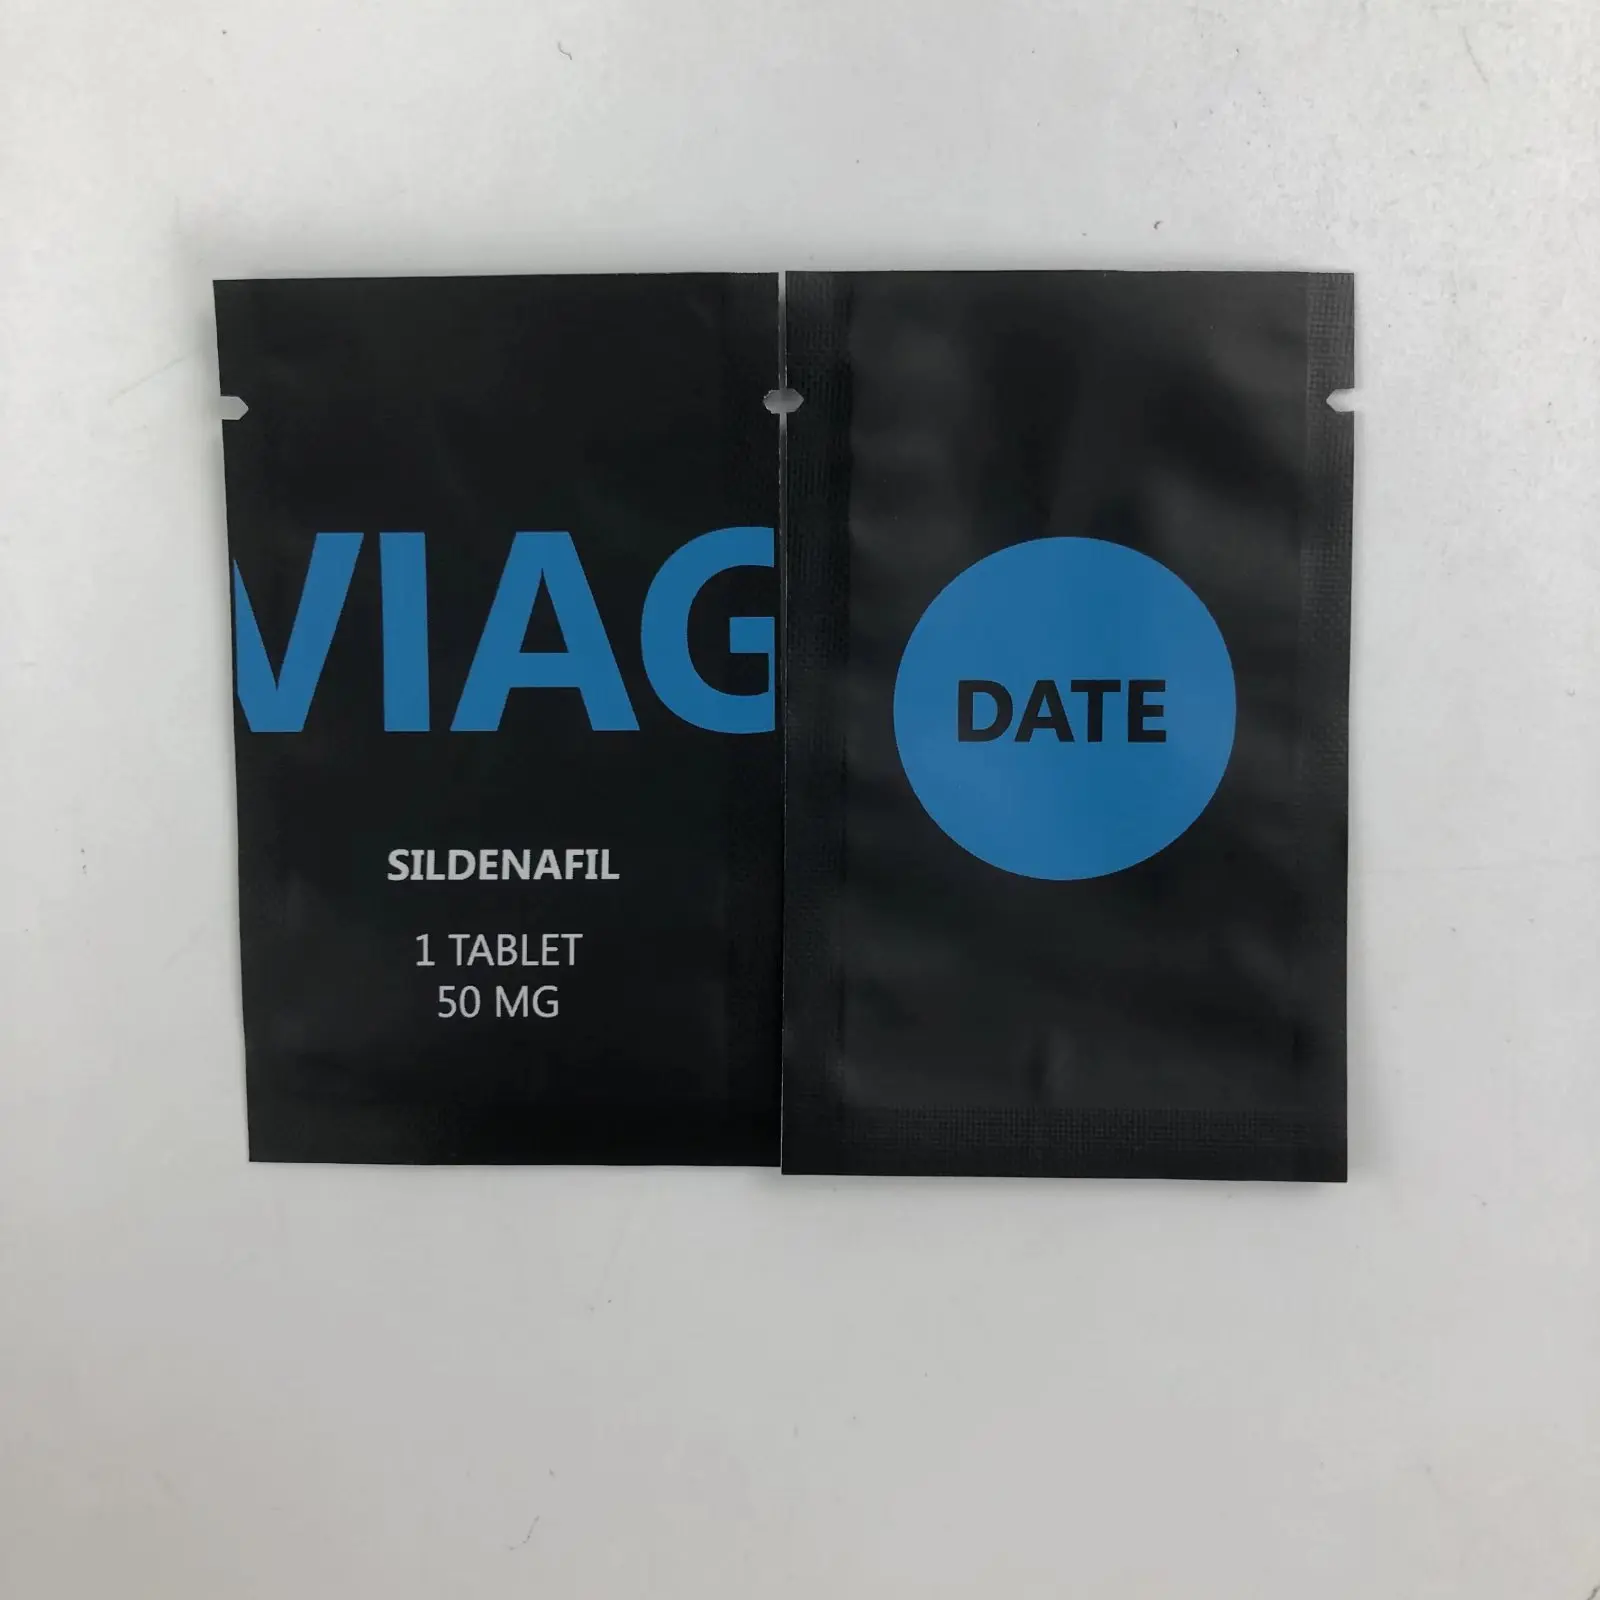 VIAG
SILDENAFIL
1 TABLET
50 MG
DATE